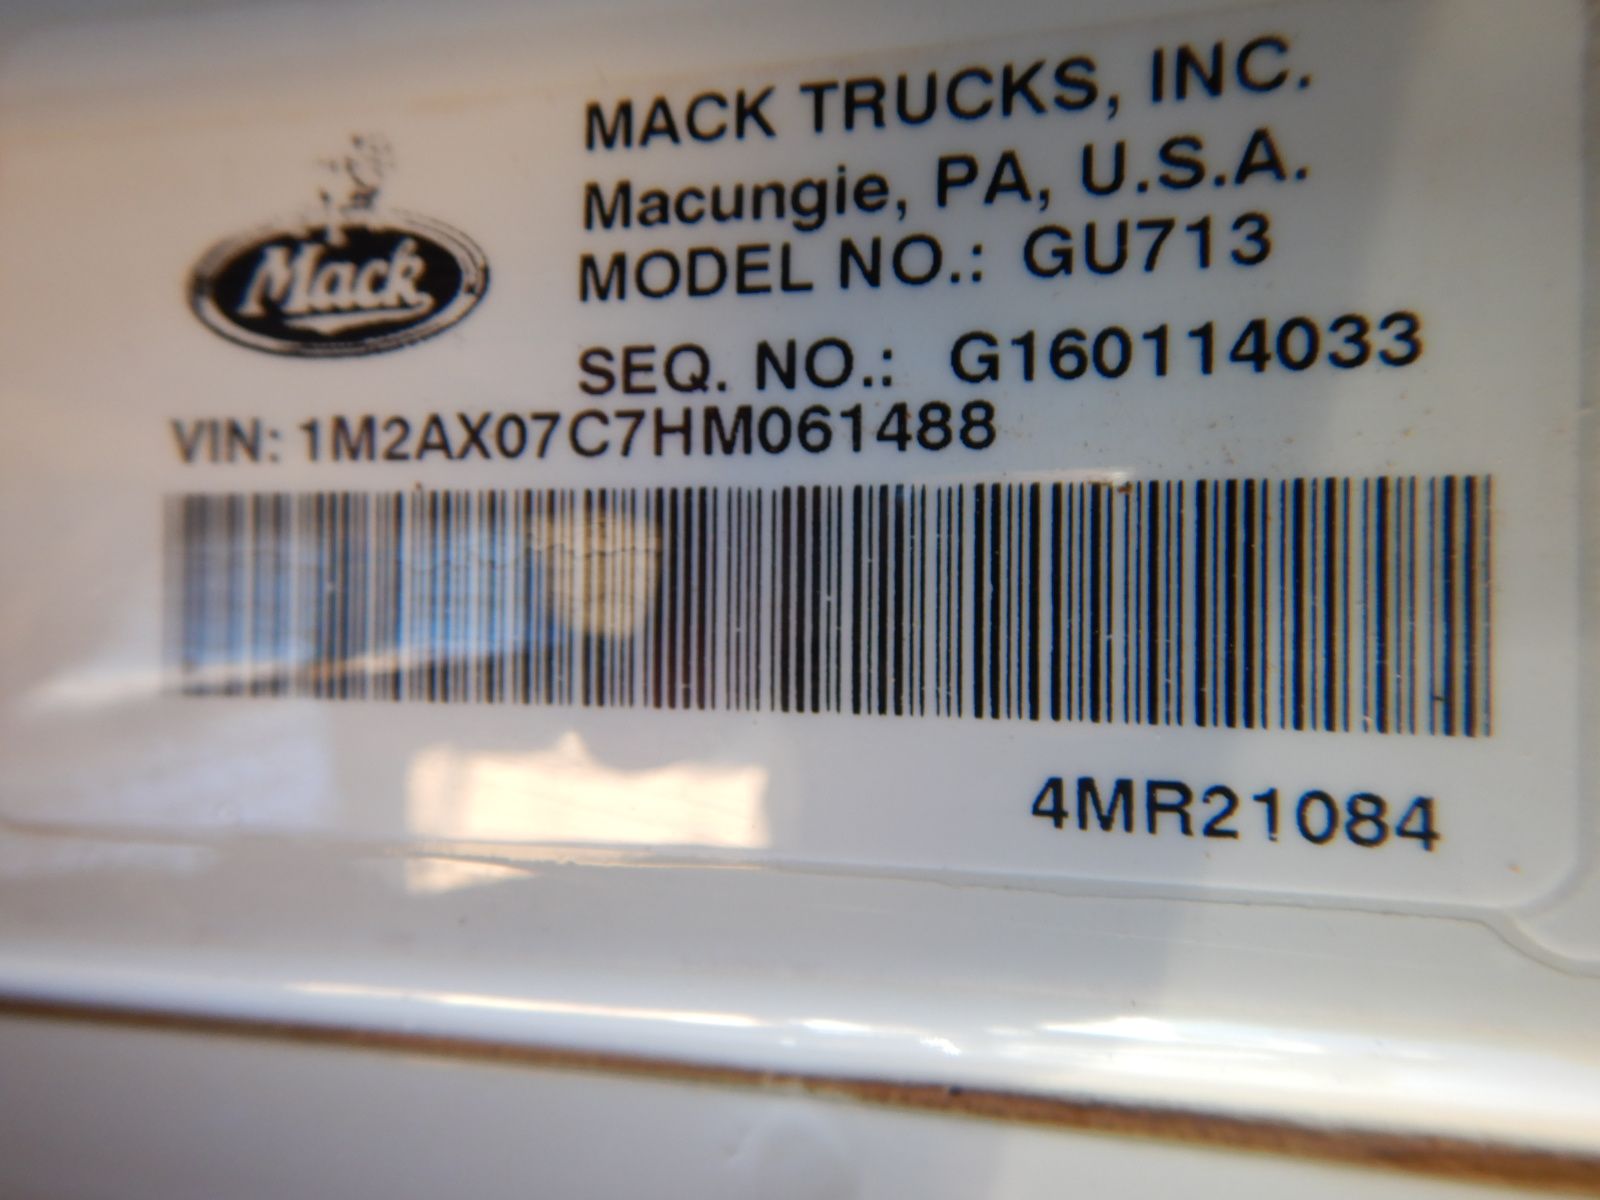 MACK TRUCKS, INC.
Macungie, PA, U.S.A.
MODEL NO.: GU713
Mack
SEQ. NO.: G160114033
VIN: 1M2AX07C7HM061488
4MR21084